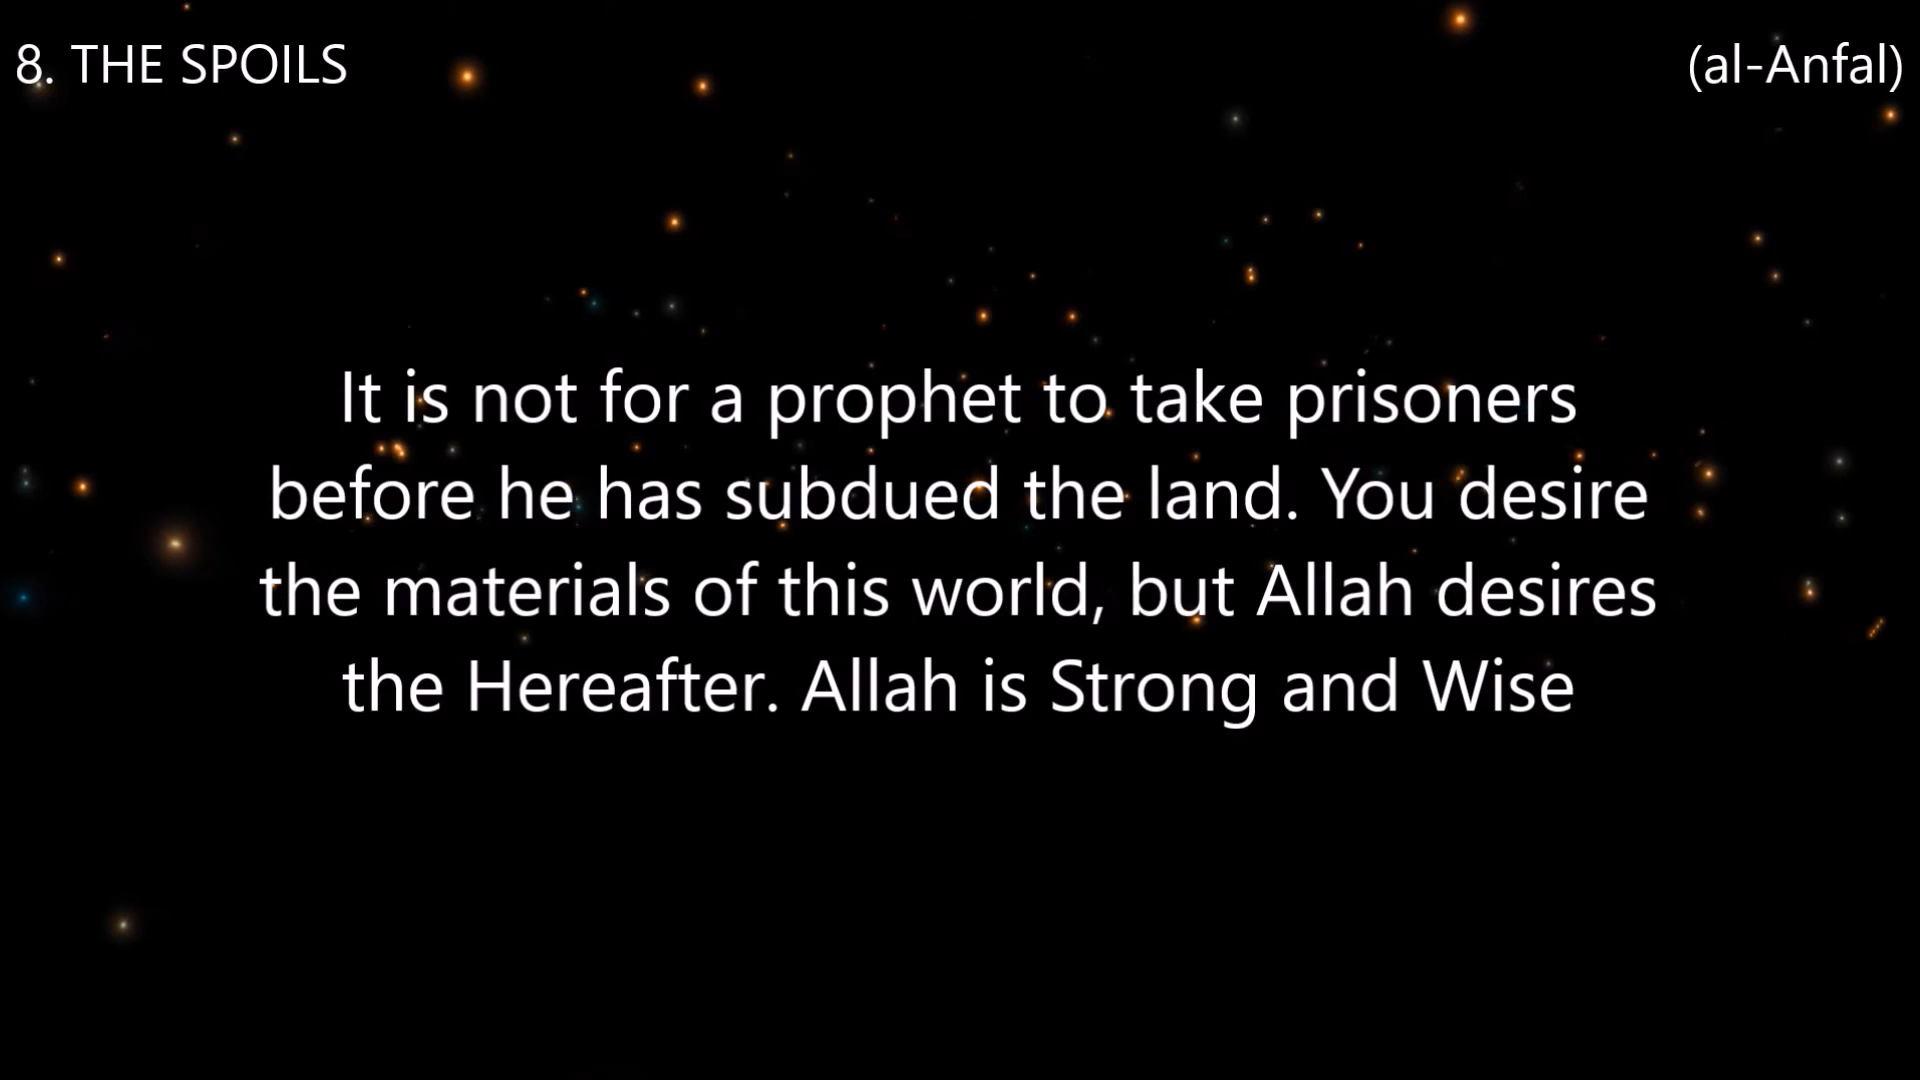 8. THE SPOILS
(al-Anfal)
It is not for a prophet to take prisoners
before he has subdued the land. You desire
the materials of this world, but Allah desires
the Hereafter. Allah is Strong and Wise